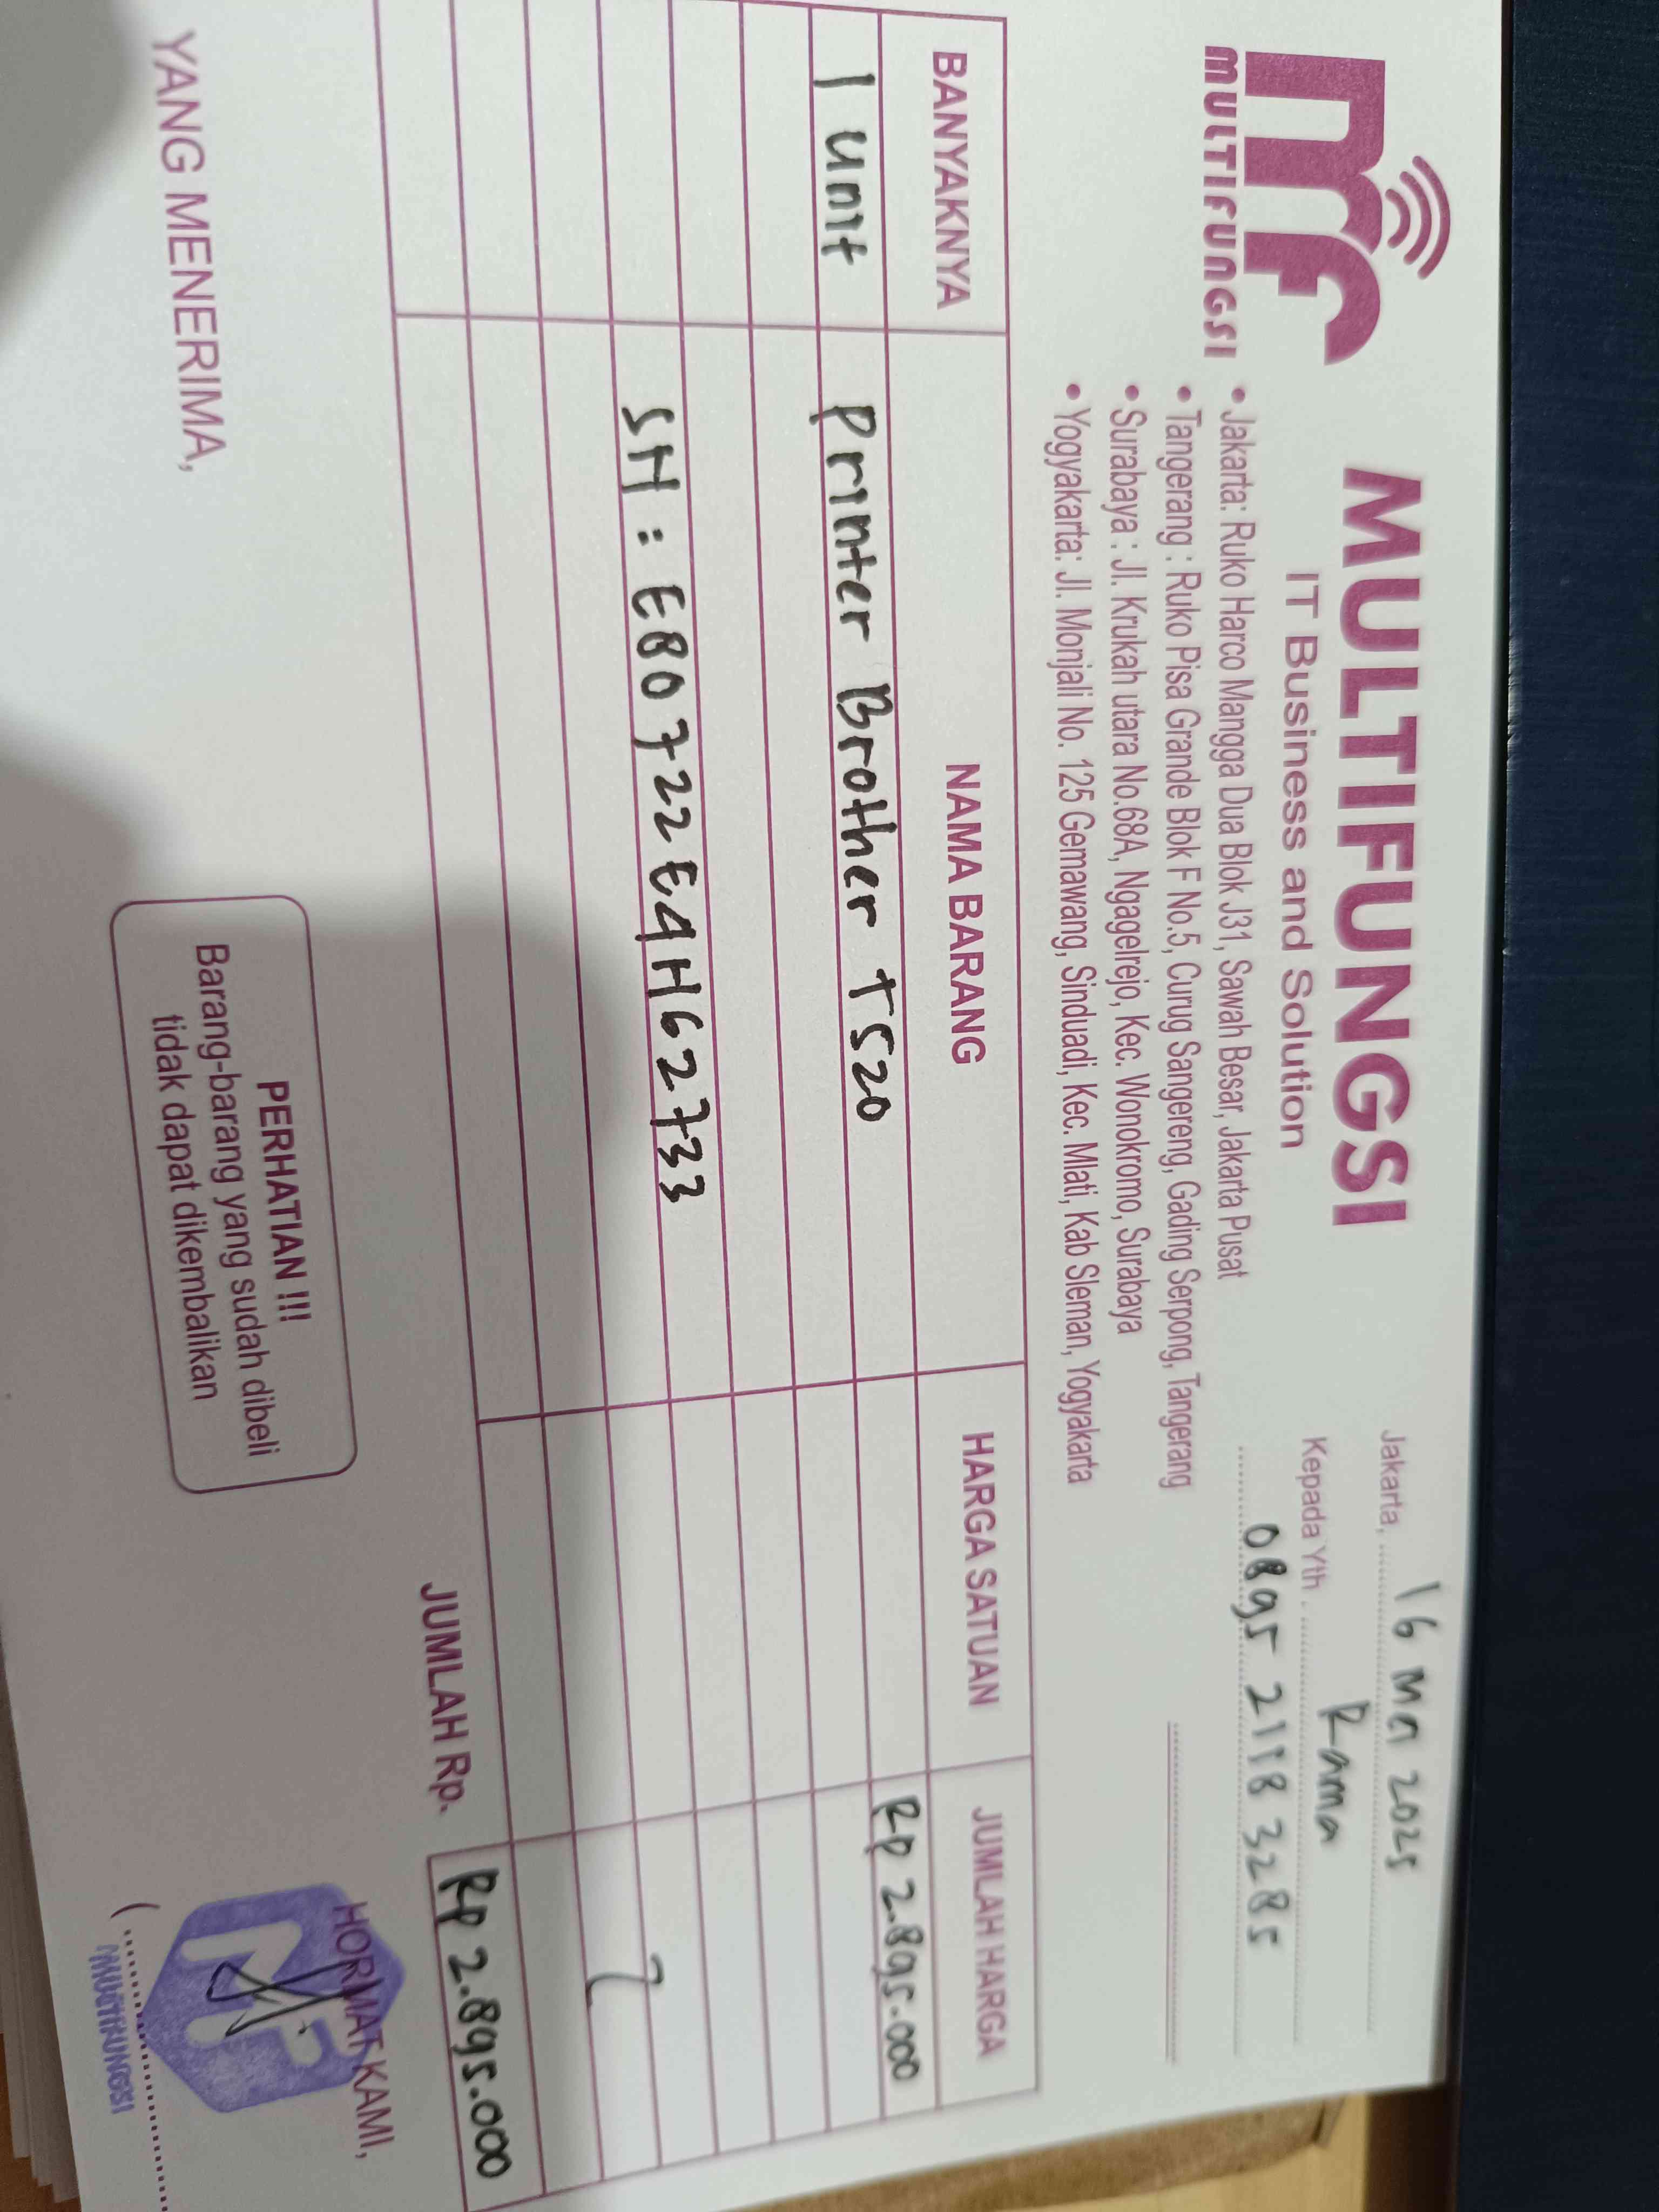 MULTIFUNGSI
MULTIFUNGSI
IT Business and Solution
• Jakarta: Ruko Harco Mangga Dua Blok J31, Sawah Besar, Jakarta Pusat
• Tangerang : Ruko Pisa Grande Blok F No.5, Curug Sangereng, Gading Serpong, Tangerang
• Surabaya : Jl. Krukah utara No.68A, Ngagelrejo, Kec. Wonokromo, Surabaya
• Yogyakarta: Jl. Monjali No. 125 Gemawang, Sinduadi, Kec. Mlati, Kab Sleman, Yogyakarta
Jakarta, 16 Mei 2025
Kepada Yth. Rama
0895 2118 3285
BANYAKNYA NAMA BARANG HARGA SATUAN JUMLAH HARGA
1 unit Printer Brother T520 Rp 2.895.000
SN : E80722E4H62733
JUMLAH Rp. Rp 2.895.000
YANG MENERIMA,
PERHATIAN !!!
Barang-barang yang sudah dibeli
tidak dapat dikembalikan
HORMAT KAMI,
MF
MULTIFUNGSI